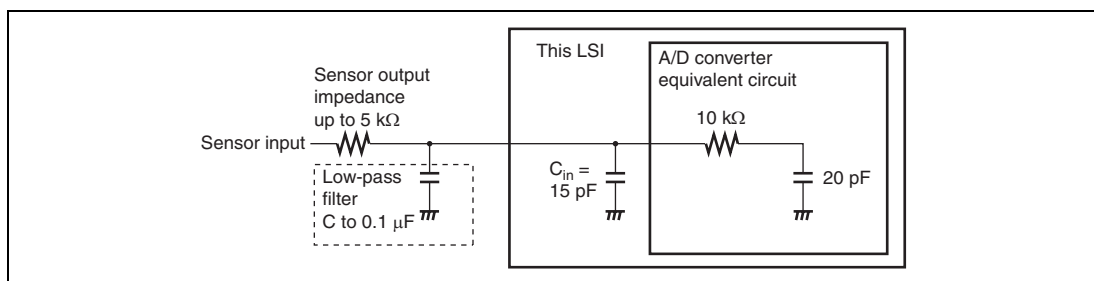 This LSI
A/D converter
equivalent circuit
Sensor output
impedance
up to 5 kΩ
10 kΩ
Sensor input
Low-pass
filter
C to 0.1 μF
Cin =
15 pF
20 pF